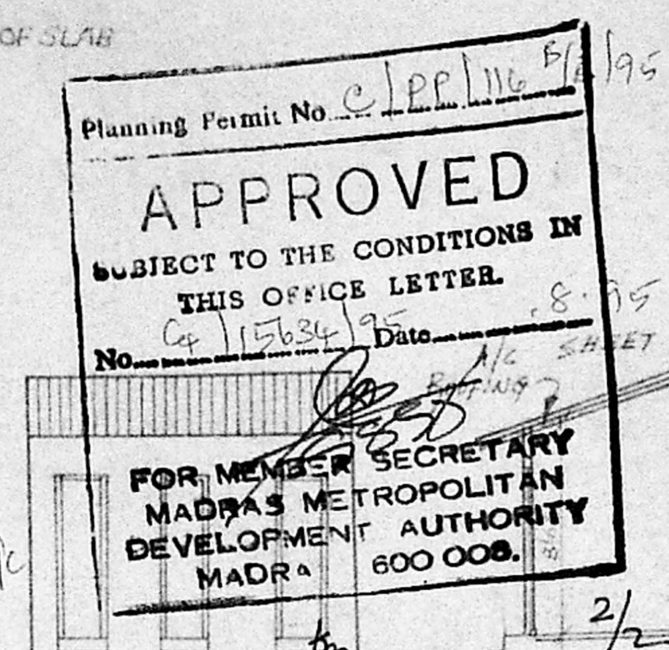 OF SLAB
Planning Permit No. C/PP/116 B/ /95
APPROVED
SUBJECT TO THE CONDITIONS IN
THIS OFFICE LETTER.
No. C4/15634/95 Date .8.95
A/C SHEET
ROOFING
FOR MEMBER SECRETARY
MADRAS METROPOLITAN
DEVELOPMENT AUTHORITY
MADRA 600 008.
2/2